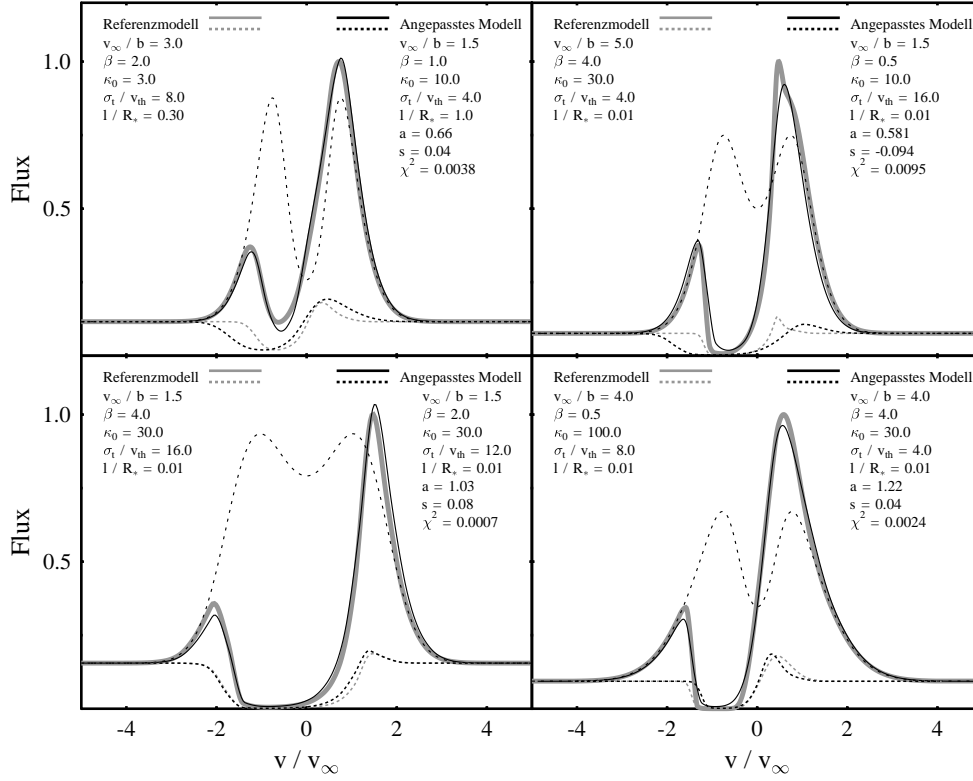 Referenzmodell
v∞ / b = 3.0
β = 2.0
κ0 = 3.0
σt / vth = 8.0
l / R* = 0.30
Angepasstes Modell
v∞ / b = 1.5
β = 1.0
κ0 = 10.0
σt / vth = 4.0
l / R* = 1.0
a = 0.66
s = 0.04
χ2 = 0.0038
Referenzmodell
v∞ / b = 5.0
β = 4.0
κ0 = 30.0
σt / vth = 4.0
l / R* = 0.01
Angepasstes Modell
v∞ / b = 1.5
β = 0.5
κ0 = 10.0
σt / vth = 16.0
l / R* = 0.01
a = 0.581
s = -0.094
χ2 = 0.0095
1.0
0.5
Flux
Referenzmodell
v∞ / b = 1.5
β = 4.0
κ0 = 30.0
σt / vth = 16.0
l / R* = 0.01
Angepasstes Modell
v∞ / b = 1.5
β = 2.0
κ0 = 30.0
σt / vth = 12.0
l / R* = 0.01
a = 1.03
s = 0.08
χ2 = 0.0007
Referenzmodell
v∞ / b = 4.0
β = 0.5
κ0 = 100.0
σt / vth = 8.0
l / R* = 0.01
Angepasstes Modell
v∞ / b = 4.0
β = 4.0
κ0 = 30.0
σt / vth = 4.0
l / R* = 0.01
a = 1.22
s = 0.04
χ2 = 0.0024
1.0
0.5
Flux
-4 -2 0 2 4
-4 -2 0 2 4
v / v∞
v / v∞